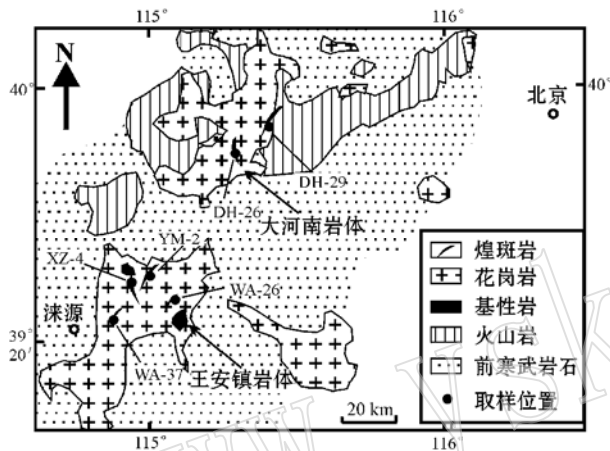 115° 116°
N
40° 40°
北京
DH-29
DH-26
大河南岩体
YM-2
XZ-4
WA-26
涞源
39°
20'
WA-37
王安镇岩体
煌斑岩
花岗岩
基性岩
火山岩
前寒武岩石
取样位置
20 km
115° 116°